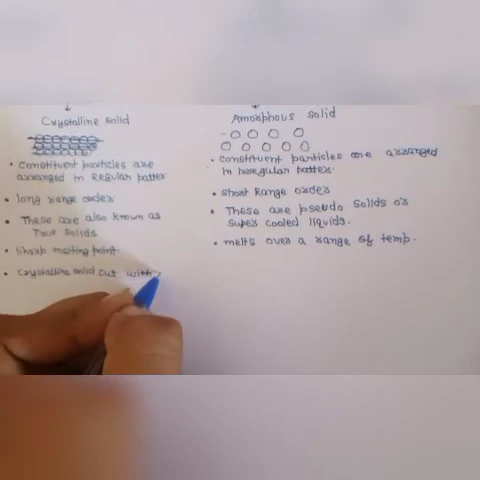 Crystalline solid
• Constituent particles are
arranged in Regular patter
• long range order
• These are also known as
True solids
• Sharp melting point
• Crystalline solid cut with
Amorphous solid
• Constituent particles are arranged
in irregular patter.
• Short Range order
• These are pseudo solids or
super cooled liquids.
• melts over a range of temp.